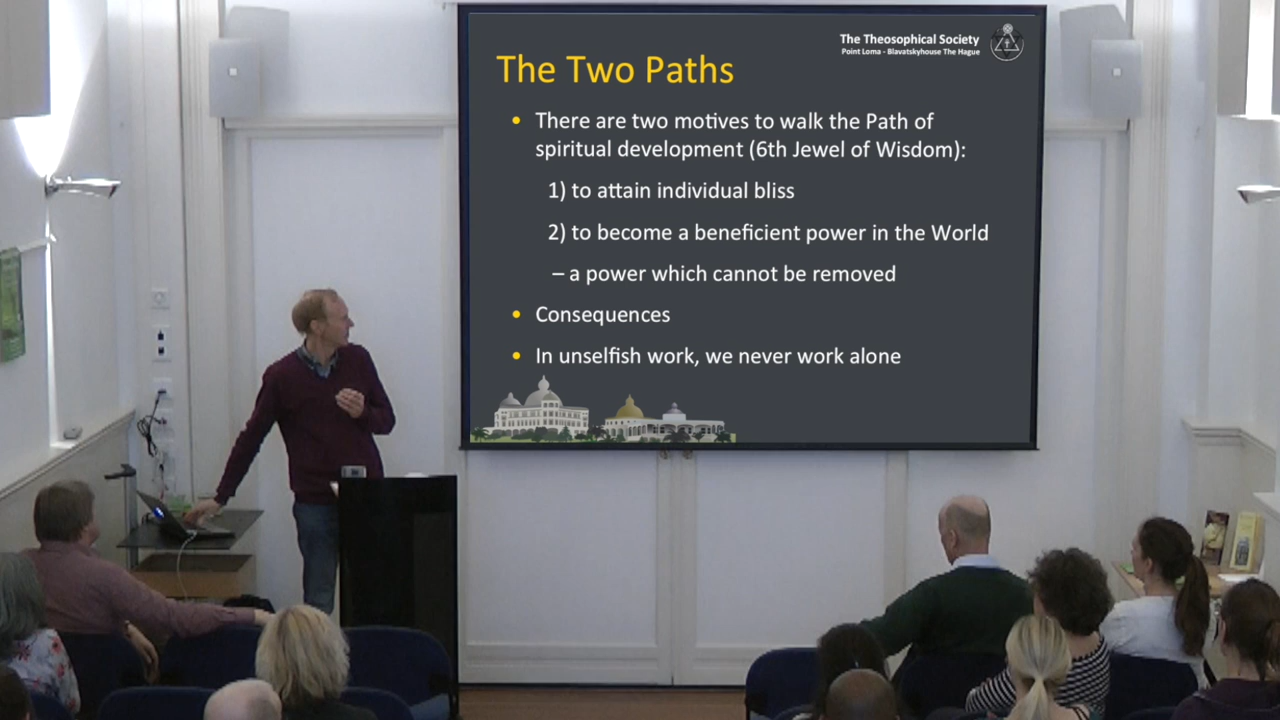 The Theosophical Society
Point Loma - Blavatskyhouse The Hague
The Two Paths
• There are two motives to walk the Path of
spiritual development (6th Jewel of Wisdom):
1) to attain individual bliss
2) to become a beneficient power in the World
– a power which cannot be removed
• Consequences
• In unselfish work, we never work alone